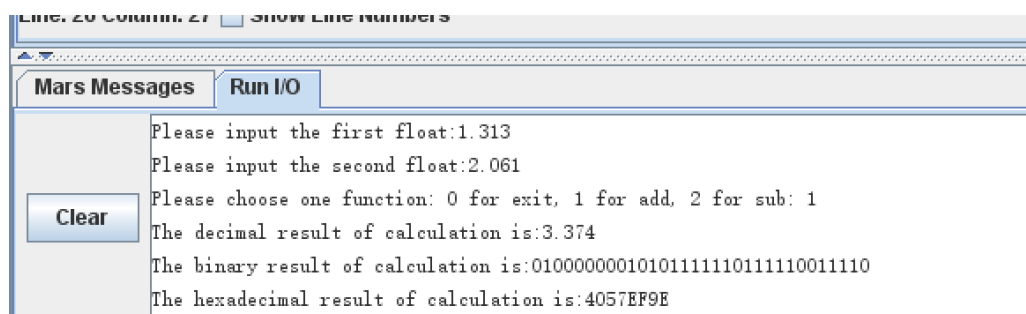 Line: Column: 27 Show Line Numbers
Mars Messages Run I/O
Please input the first float:1.313
Please input the second float:2.061
Please choose one function: 0 for exit, 1 for add, 2 for sub: 1
Clear
The decimal result of calculation is:3.374
The binary result of calculation is:01000000010101111110111110011110
The hexadecimal result of calculation is:4057EF9E